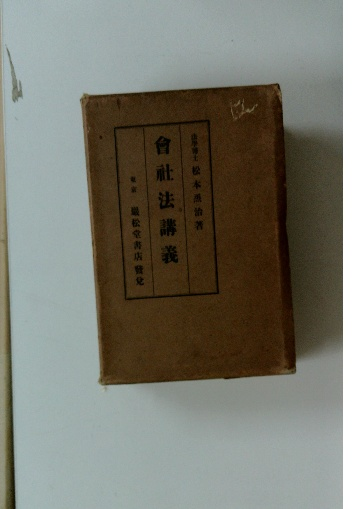 法學博士 松本烝治著
會社法講義
東京 巖松堂書店 發兌